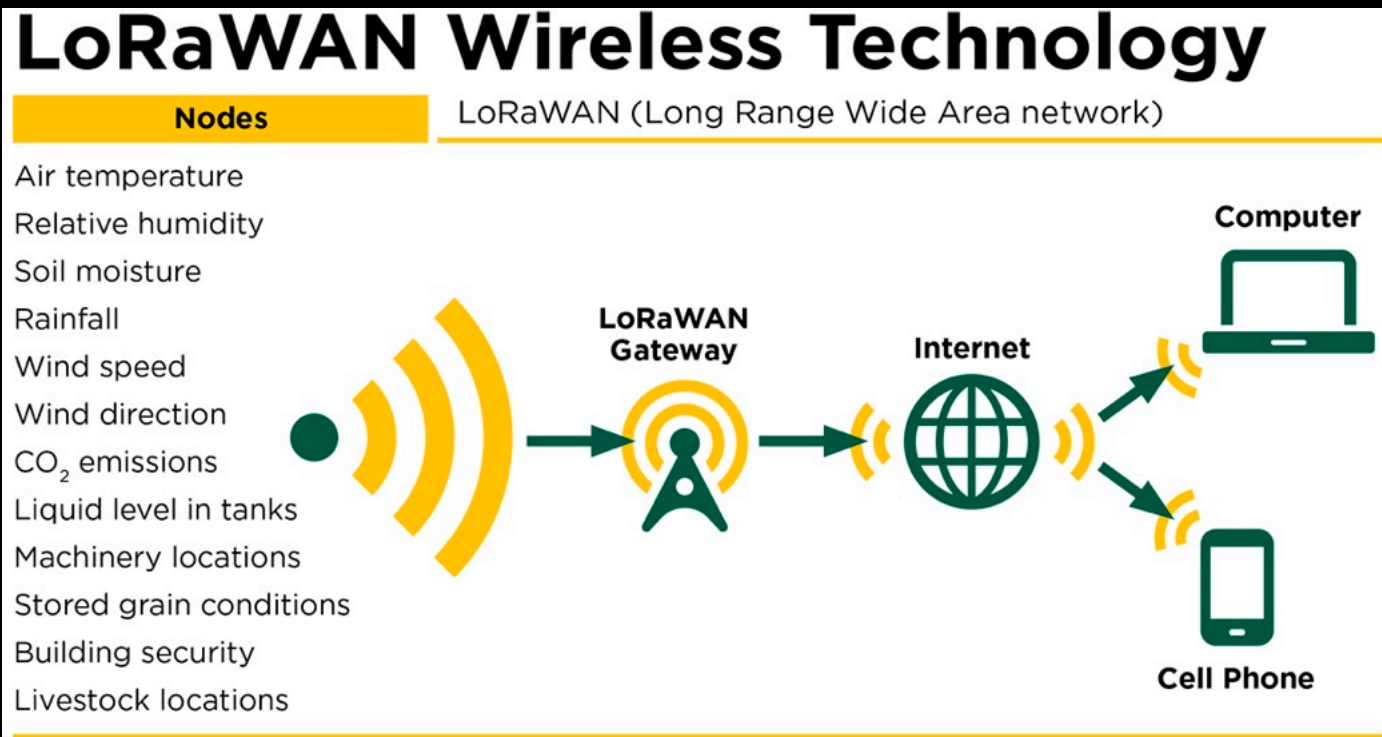 LoRaWAN Wireless Technology
Nodes
LoRaWAN (Long Range Wide Area network)
Air temperature
Relative humidity
Soil moisture
Rainfall
Wind speed
Wind direction
CO₂ emissions
Liquid level in tanks
Machinery locations
Stored grain conditions
Building security
Livestock locations
LoRaWAN
Gateway
Internet
Computer
Cell Phone